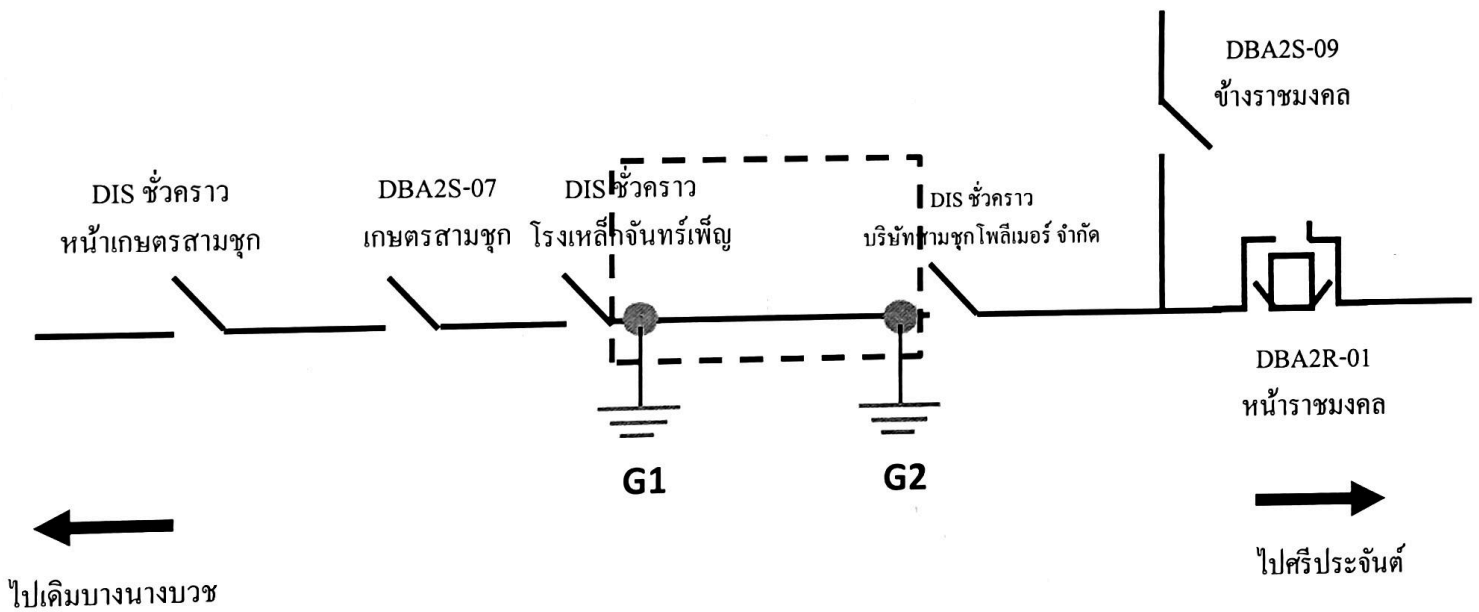 DBA2S-09
ข้างราชมงคล
DIS ชั่วคราว
หน้าเกษตรสามชุก
DBA2S-07
เกษตรสามชุก
DIS ชั่วคราว
โรงเหล็กจันทร์เพ็ญ
DIS ชั่วคราว
บริษัทสามชุกโพลีเมอร์ จำกัด
DBA2R-01
หน้าราชมงคล
G1
G2
ไปเดิมบางนางบวช
ไปศรีประจันต์